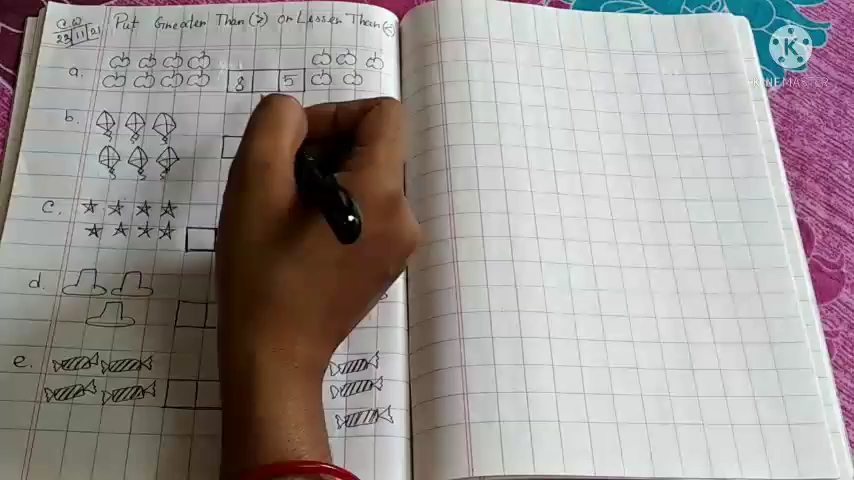 C.W
23/11/21
Put Greater Than (>) or Lesser Than (<)
a. 8 5
b.
c.
d.
e.
KINEMASTER